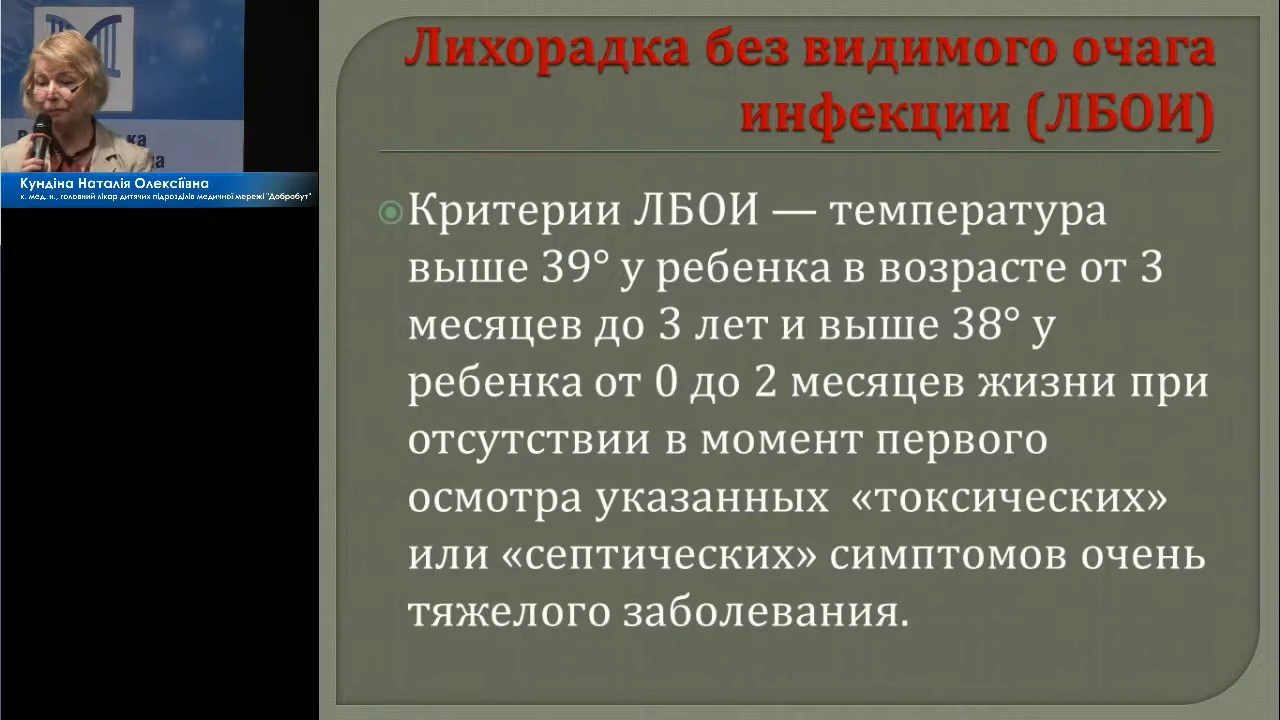 Кундіна Наталія Олексіївна
к. мед. н., головний лікар дитячих підрозділів медичної мережі "Добробут"
Лихорадка без видимого очага
инфекции (ЛБОИ)
Критерии ЛБОИ — температура
выше 39° у ребенка в возрасте от 3
месяцев до 3 лет и выше 38° у
ребенка от 0 до 2 месяцев жизни при
отсутствии в момент первого
осмотра указанных «токсических»
или «септических» симптомов очень
тяжелого заболевания.